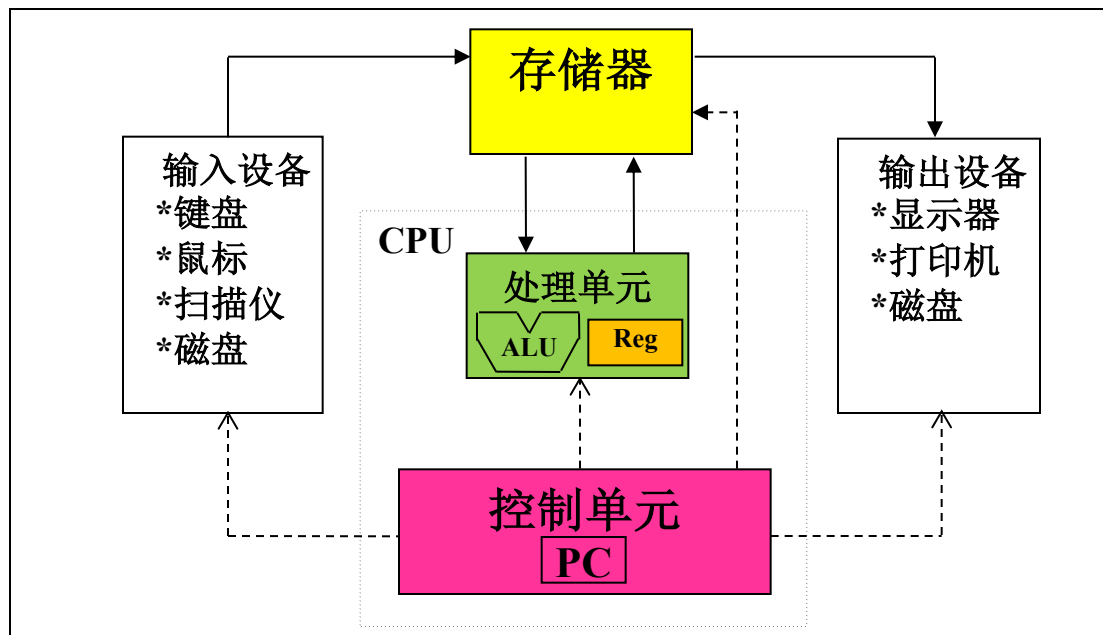 存储器
输入设备
*键盘
*鼠标
*扫描仪
*磁盘
CPU
处理单元
ALU
Reg
输出设备
*显示器
*打印机
*磁盘
控制单元
PC